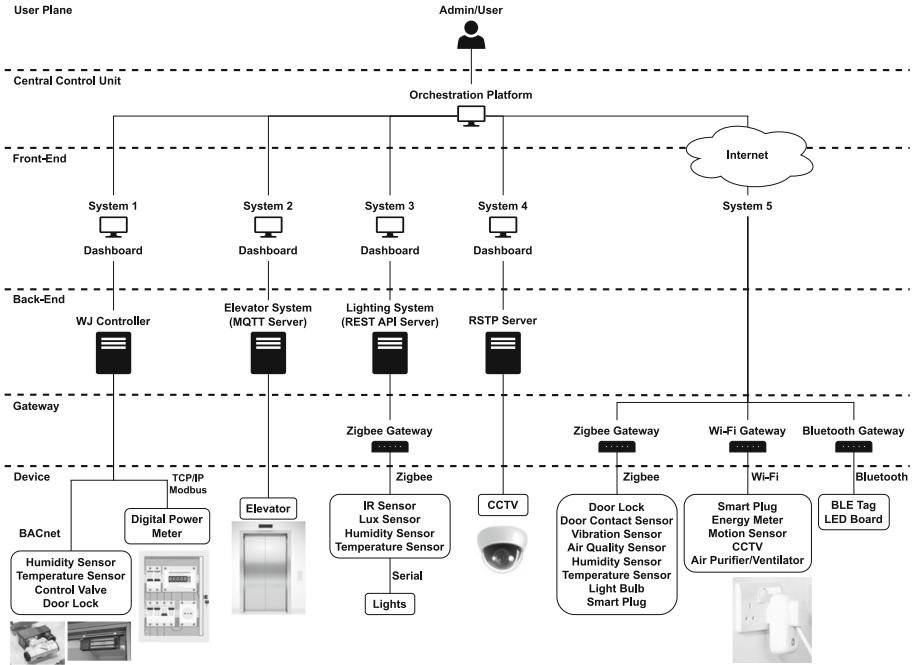 User Plane
Admin/User
Central Control Unit
Orchestration Platform
Front-End
Internet
System 1
System 2
System 3
System 4
System 5
Dashboard
Dashboard
Dashboard
Dashboard
Back-End
WJ Controller
Elevator System
(MQTT Server)
Lighting System
(REST API Server)
RSTP Server
Gateway
Zigbee Gateway
Zigbee Gateway
Wi-Fi Gateway
Bluetooth Gateway
Device
TCP/IP
Modbus
Zigbee
Zigbee
Wi-Fi
Bluetooth
BACnet
Digital Power
Meter
Elevator
IR Sensor
Lux Sensor
Humidity Sensor
Temperature Sensor
Serial
Lights
CCTV
Door Lock
Door Contact Sensor
Vibration Sensor
Air Quality Sensor
Humidity Sensor
Temperature Sensor
Light Bulb
Smart Plug
Smart Plug
Energy Meter
Motion Sensor
CCTV
Air Purifier/Ventilator
BLE Tag
LED Board
Humidity Sensor
Temperature Sensor
Control Valve
Door Lock